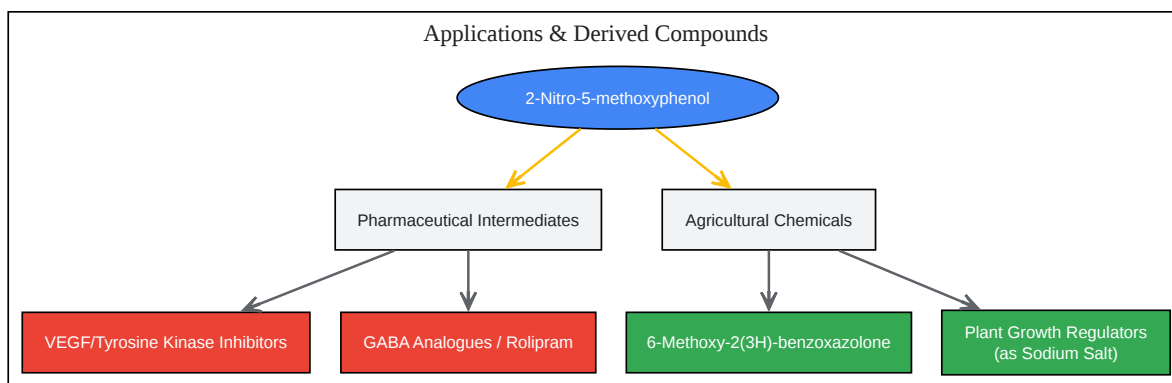 Applications & Derived Compounds
2-Nitro-5-methoxyphenol
Pharmaceutical Intermediates
Agricultural Chemicals
VEGF/Tyrosine Kinase Inhibitors
GABA Analogues / Rolipram
6-Methoxy-2(3H)-benzoxazolone
Plant Growth Regulators
(as Sodium Salt)